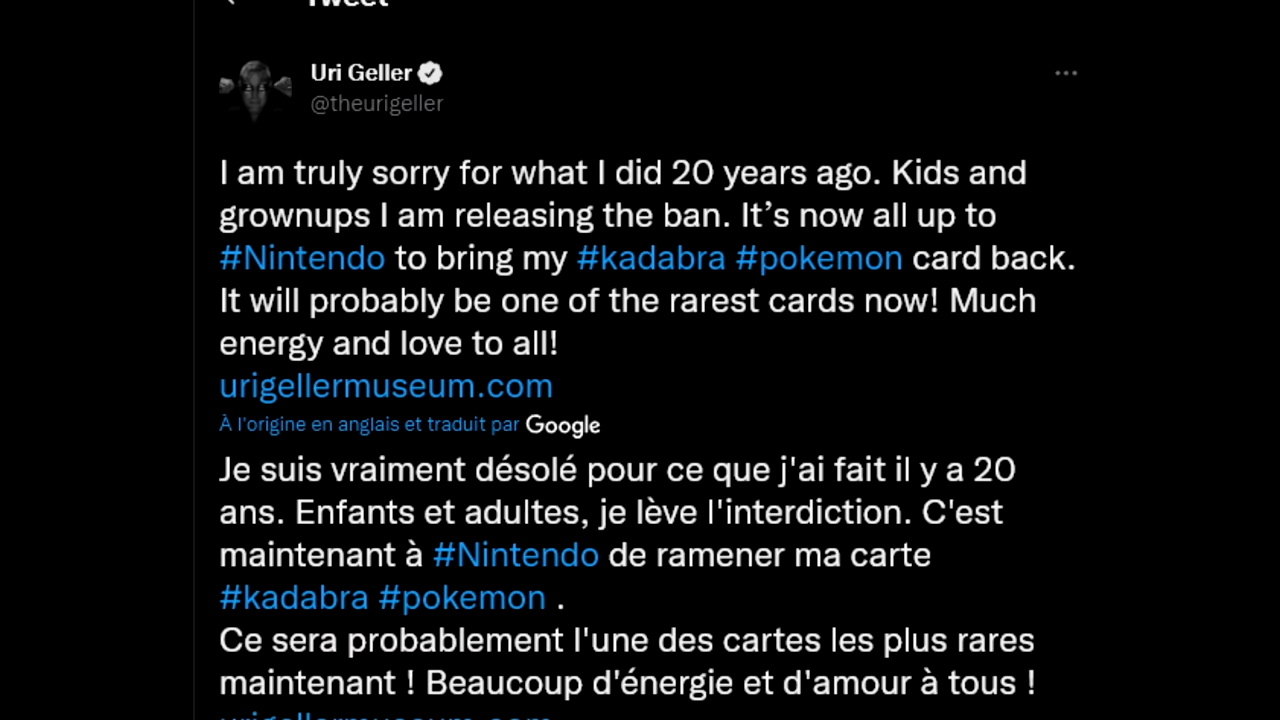 Tweet
Uri Geller
@theurigeller
I am truly sorry for what I did 20 years ago. Kids and
grownups I am releasing the ban. It’s now all up to
#Nintendo to bring my #kadabra #pokemon card back.
It will probably be one of the rarest cards now! Much
energy and love to all!
urigellermuseum.com
À l'origine en anglais et traduit par Google
Je suis vraiment désolé pour ce que j'ai fait il y a 20
ans. Enfants et adultes, je lève l'interdiction. C'est
maintenant à #Nintendo de ramener ma carte
#kadabra #pokemon .
Ce sera probablement l'une des cartes les plus rares
maintenant ! Beaucoup d'énergie et d'amour à tous !
urigellermuseum.com